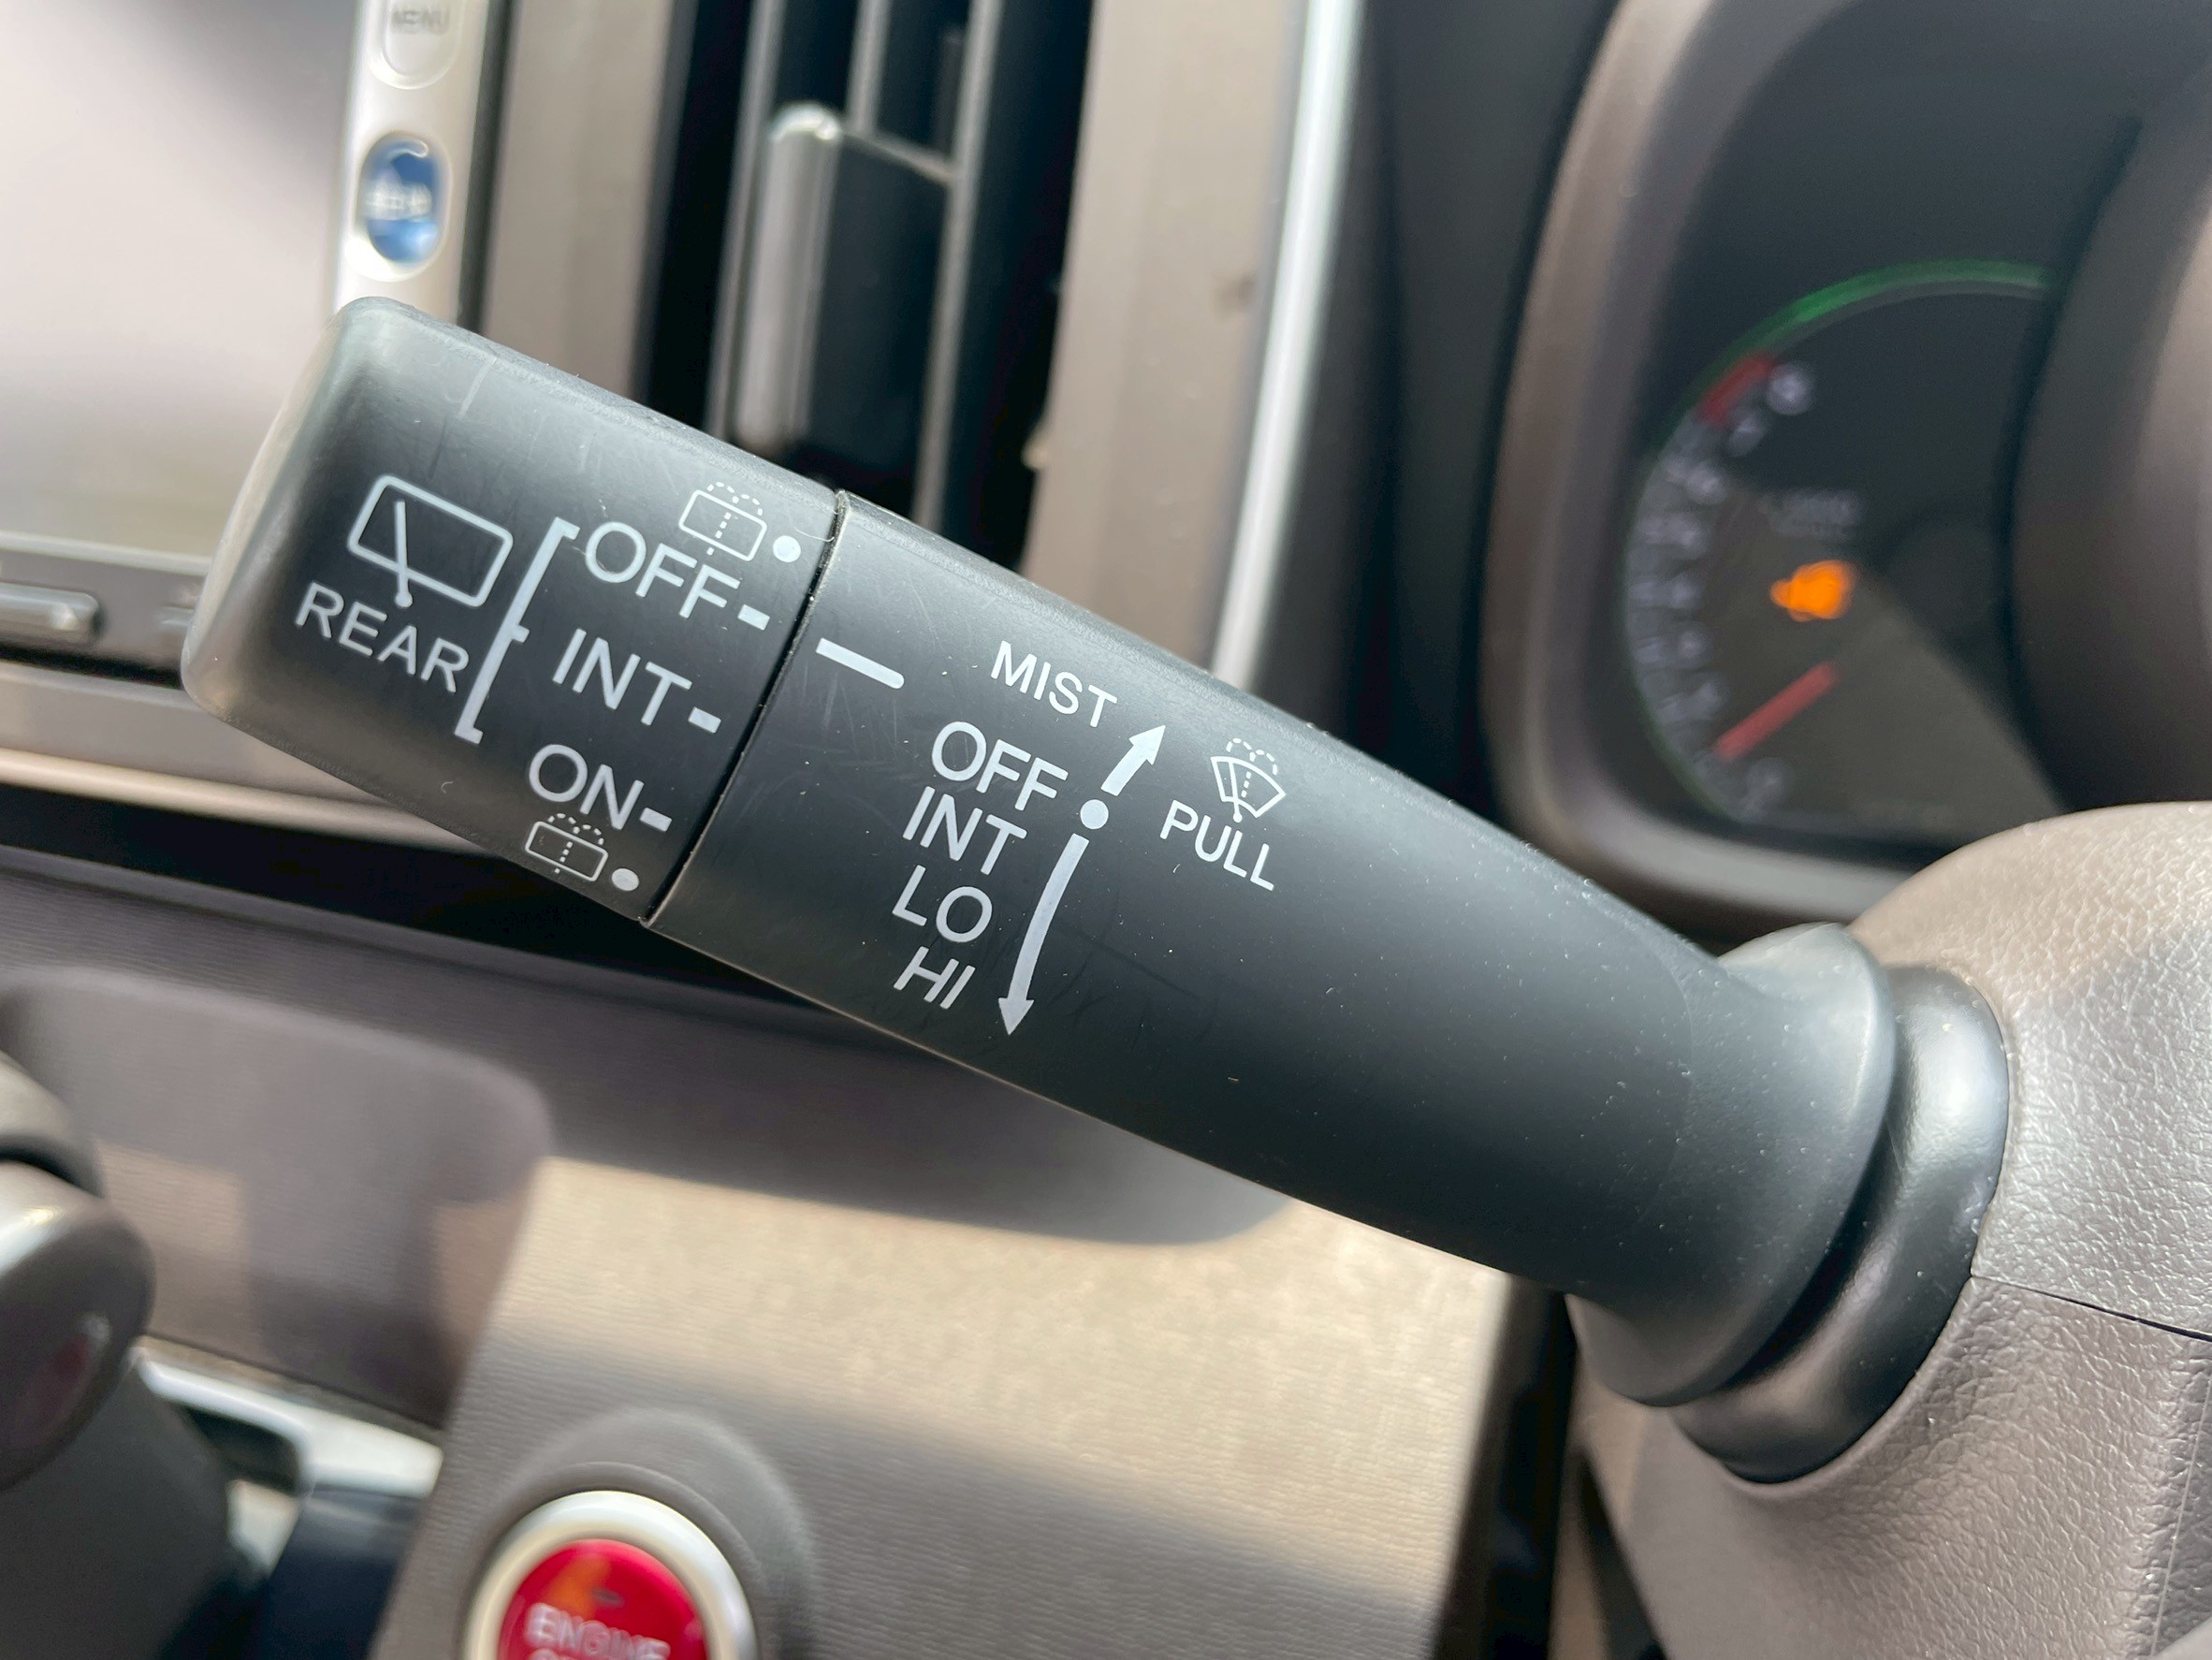 MENU
REAR
OFF
INT
ON
MIST
OFF
INT
LO
HI
PULL
ENGINE